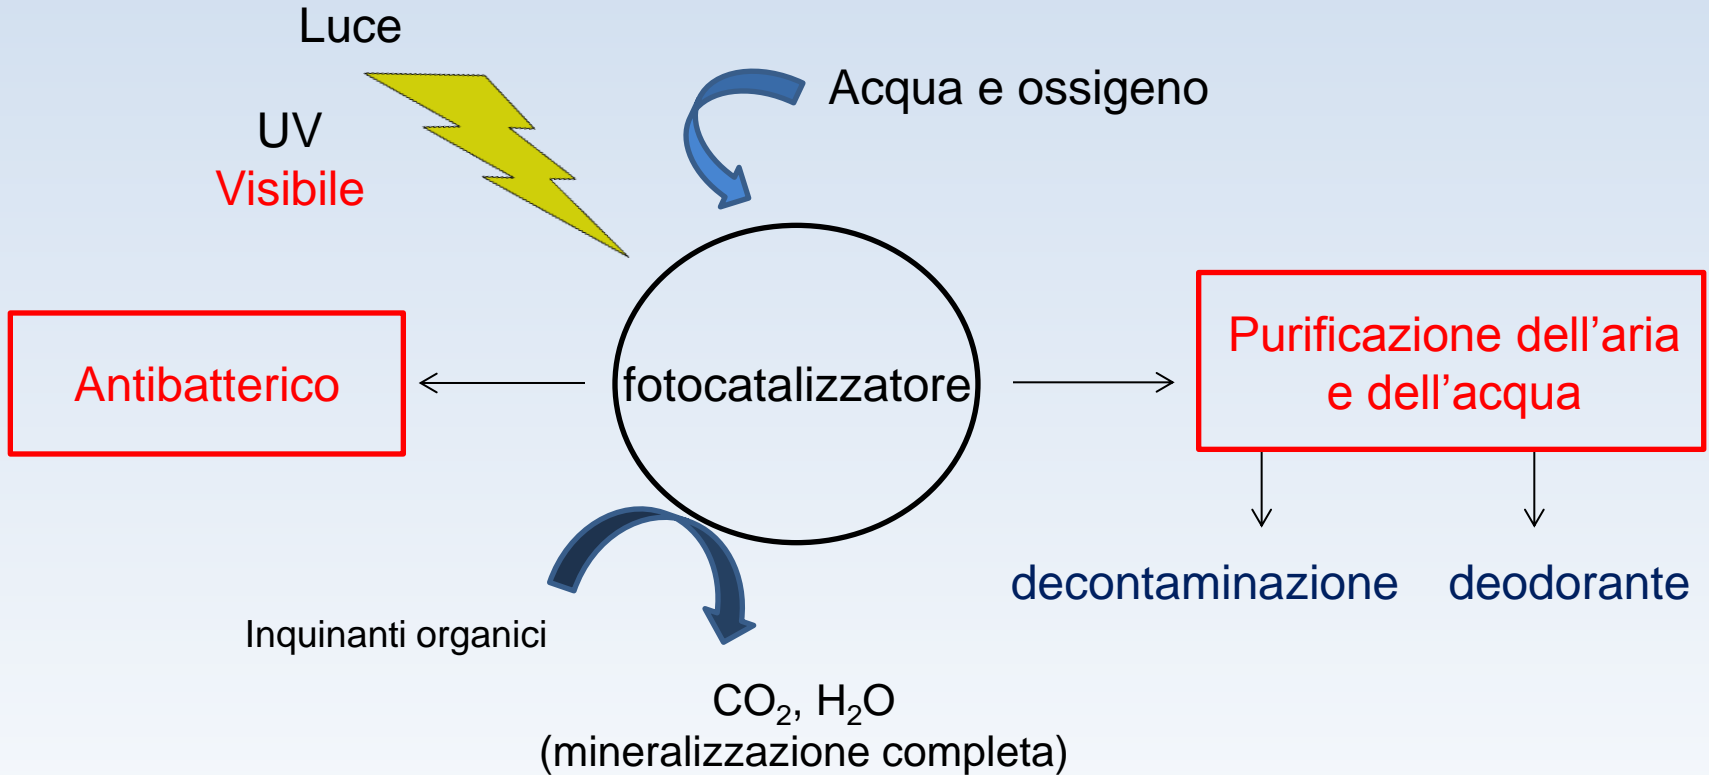 Luce
UV
Visibile
Acqua e ossigeno
Antibatterico
fotocatalizzatore
Purificazione dell’aria
e dell’acqua
decontaminazione
deodorante
Inquinanti organici
CO₂, H₂O
(mineralizzazione completa)